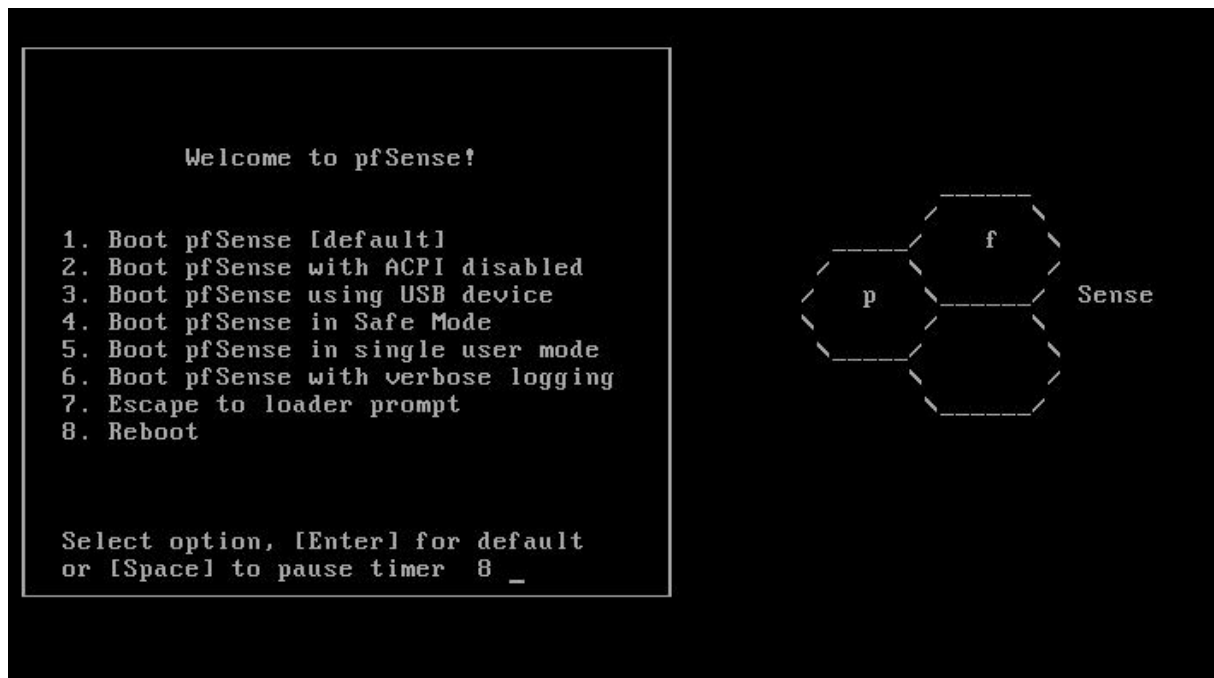 Welcome to pfSense!
1. Boot pfSense [default]
2. Boot pfSense with ACPI disabled
3. Boot pfSense using USB device
4. Boot pfSense in Safe Mode
5. Boot pfSense in single user mode
6. Boot pfSense with verbose logging
7. Escape to loader prompt
8. Reboot
Select option, [Enter] for default
or [Space] to pause timer 8 _
f
p Sense